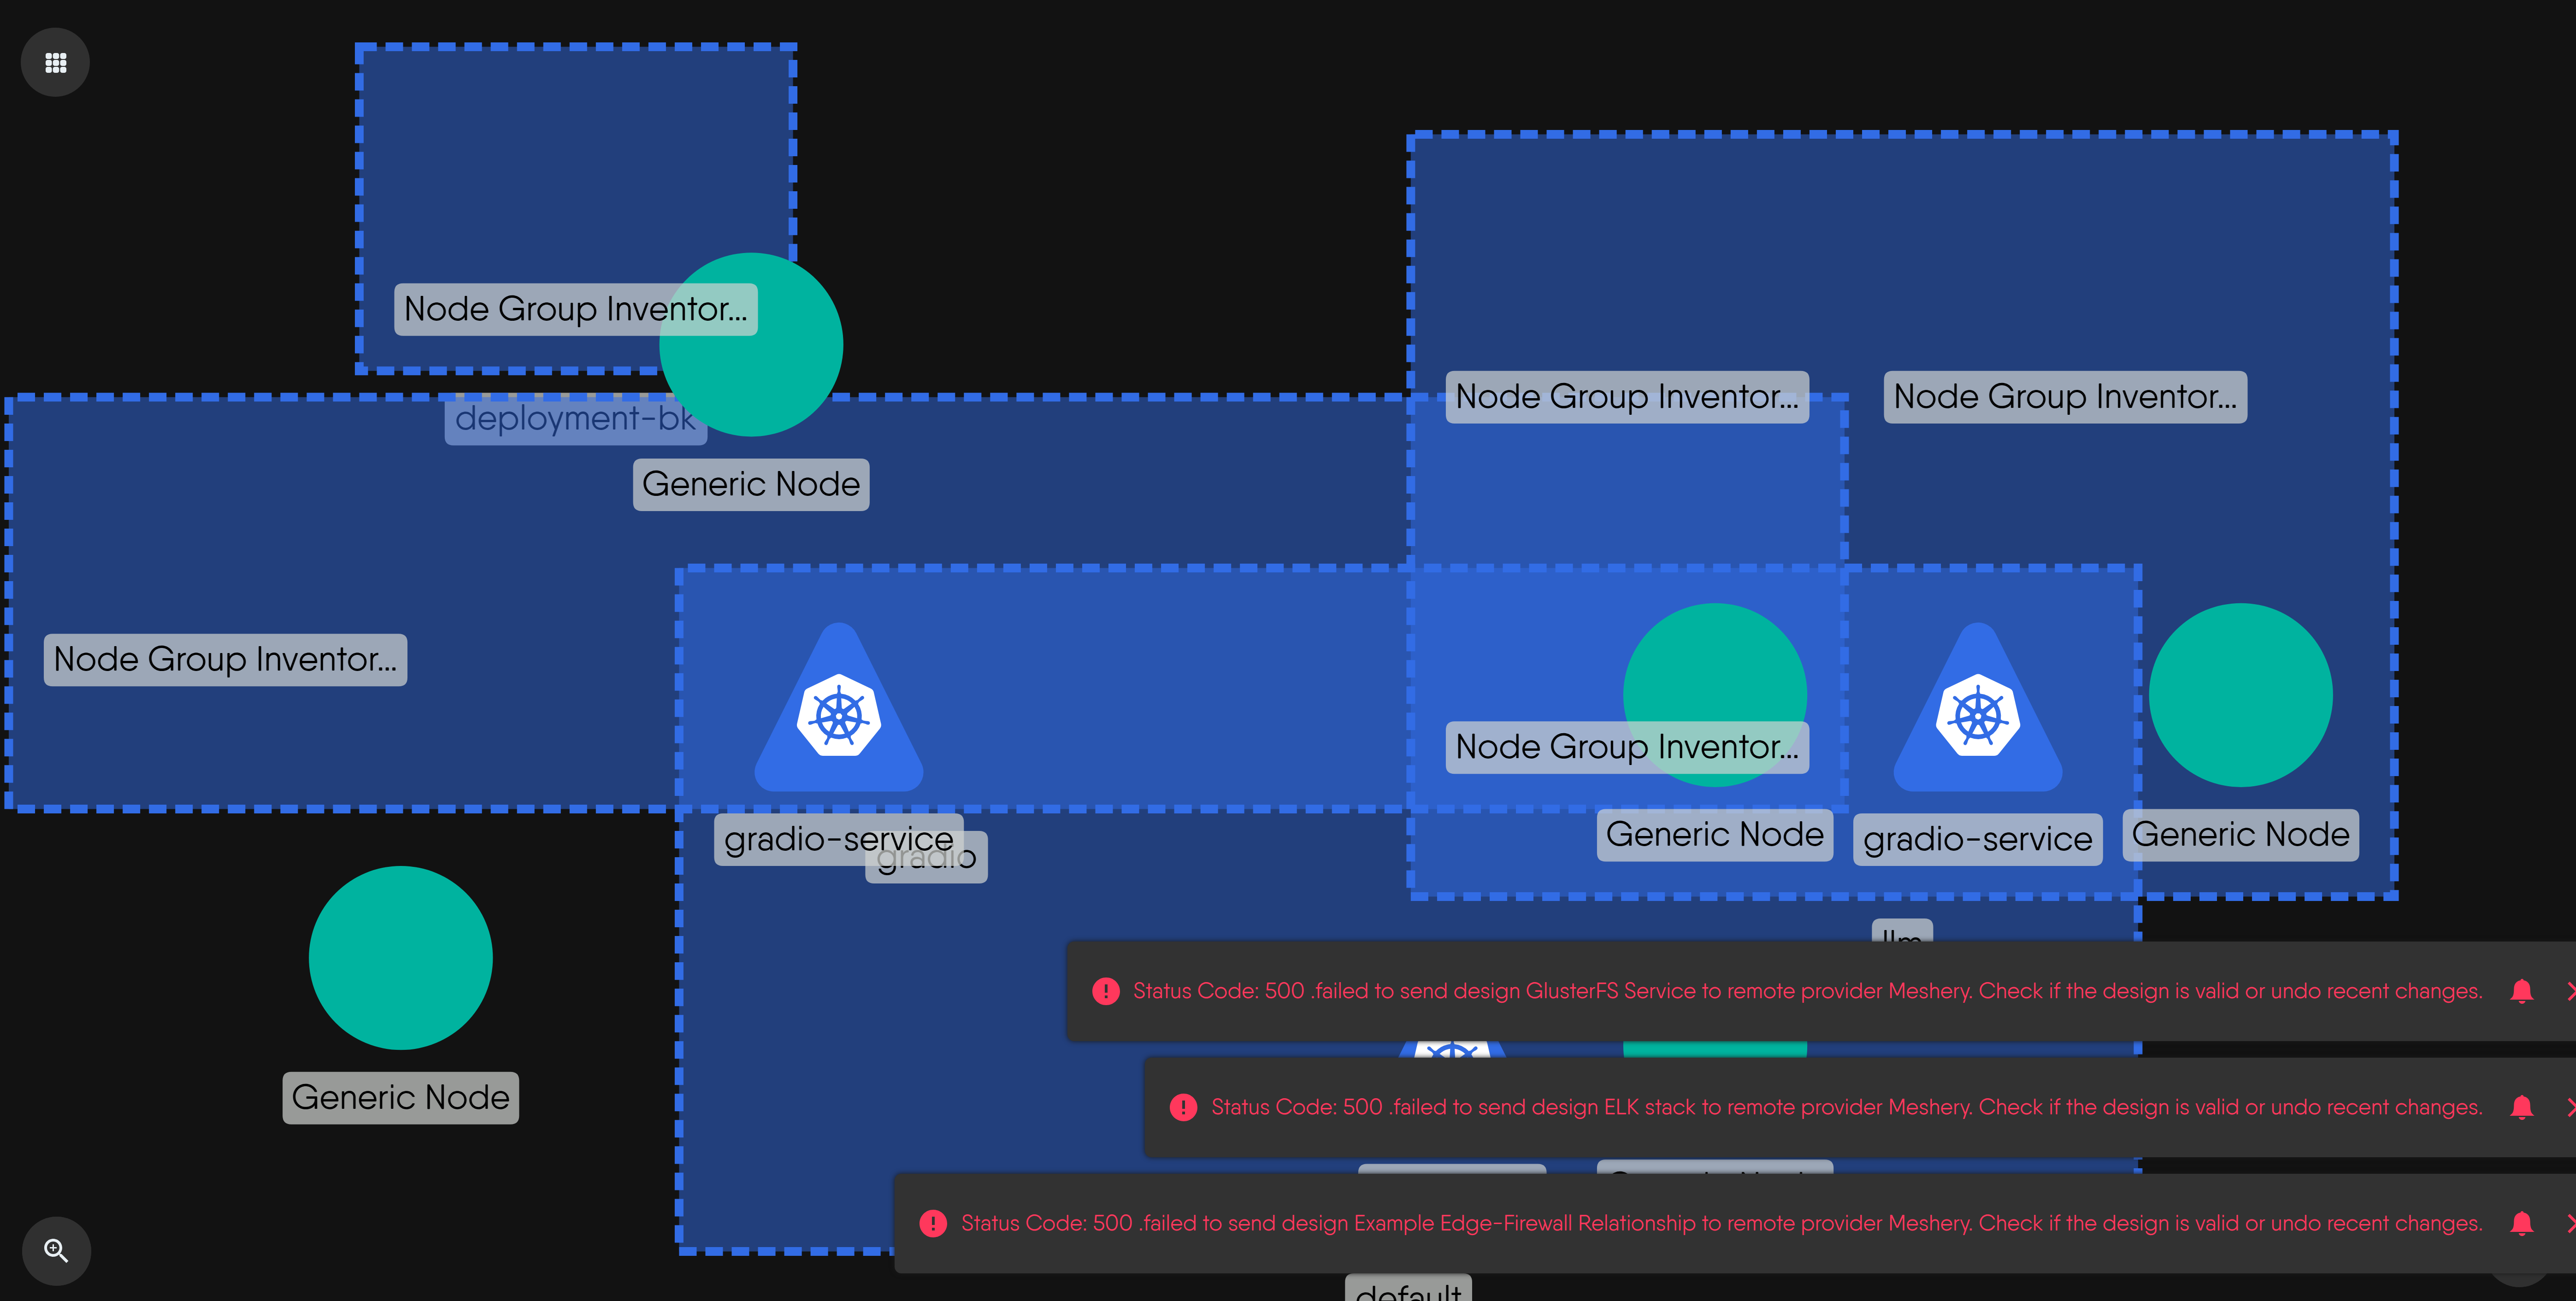 Node Group Inventor...
deployment-bk
Generic Node
Node Group Inventor...
Node Group Inventor...
Node Group Inventor...
Node Group Inventor...
gradio-service
gradio
Generic Node
gradio-service
Generic Node
llm
Generic Node
Status Code: 500 .failed to send design GlusterFS Service to remote provider Meshery. Check if the design is valid or undo recent changes.
Status Code: 500 .failed to send design ELK stack to remote provider Meshery. Check if the design is valid or undo recent changes.
Status Code: 500 .failed to send design Example Edge-Firewall Relationship to remote provider Meshery. Check if the design is valid or undo recent changes.
default